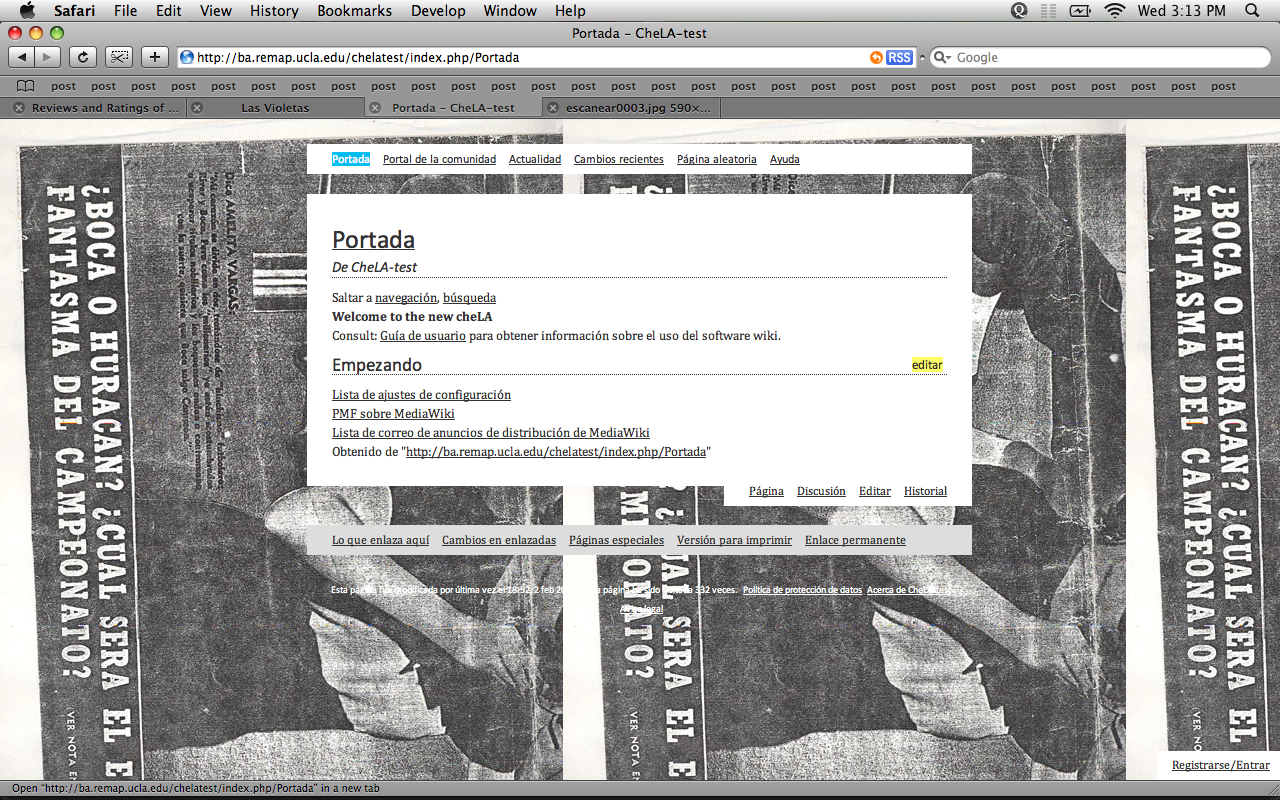 Safari File Edit View History Bookmarks Develop Window Help
Wed 3:13 PM
Portada – CheLA-test
http://ba.remap.ucla.edu/chelatest/index.php/Portada
RSS
Google
post post post post post post post post post post post post post post post post post post post post post post post post post post post post post post
Reviews and Ratings of ...
Las Violetas
Portada – CheLA-test
escanear0003.jpg 590×...
Portada Portal de la comunidad Actualidad Cambios recientes Página aleatoria Ayuda
Portada
De CheLA-test
Saltar a navegación, búsqueda
Welcome to the new cheLA
Consult: Guía de usuario para obtener información sobre el uso del software wiki.
Empezando
editar
Lista de ajustes de configuración
PMF sobre MediaWiki
Lista de correo de anuncios de distribución de MediaWiki
Obtenido de "http://ba.remap.ucla.edu/chelatest/index.php/Portada"
Página Discusión Editar Historial
Lo que enlaza aquí Cambios en enlazadas Páginas especiales Versión para imprimir Enlace permanente
Esta página fue modificada por última vez el 18:52, 2 feb página ha sido 332 veces. Política de protección de datos Acerca de CheLA-test
Aviso legal
¿BOCA O HURACAN? ¿CUAL SERA EL
FANTASMA DEL CAMPEONATO?
Dice AMELITA VARGAS
VER NOTA EN
¿BOCA O HURACAN? ¿CUAL SERA EL
FANTASMA DEL CAMPEONATO?
VER NOTA EN
Registrarse/Entrar
Open "http://ba.remap.ucla.edu/chelatest/index.php/Portada" in a new tab